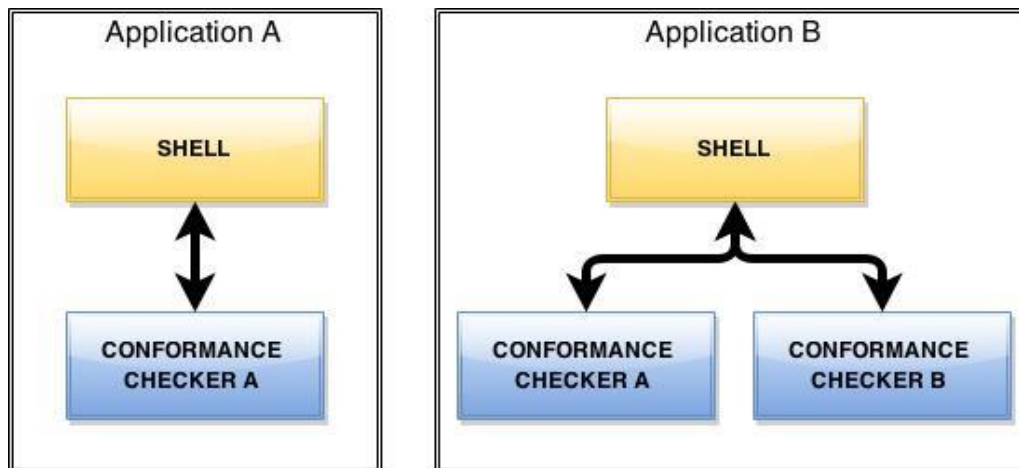 Application A
SHELL
CONFORMANCE
CHECKER A
Application B
SHELL
CONFORMANCE
CHECKER A
CONFORMANCE
CHECKER B